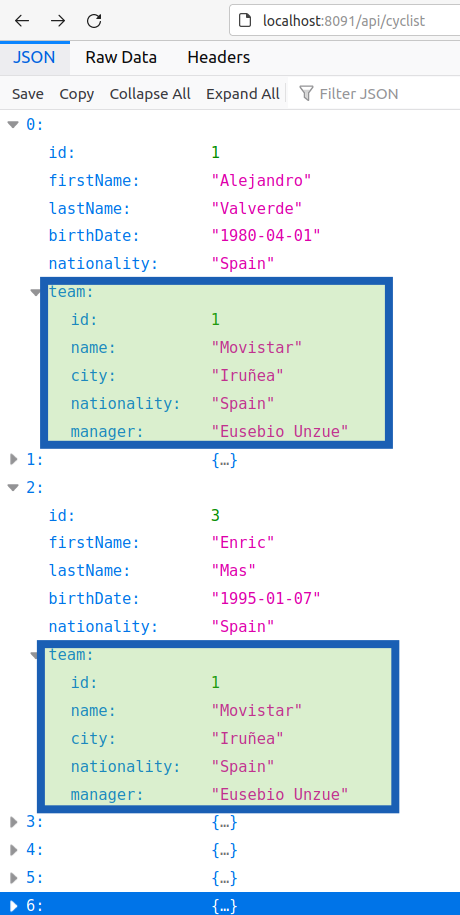 localhost:8091/api/cyclist
JSON Raw Data Headers
Save Copy Collapse All Expand All Filter JSON
0:
id: 1
firstName: "Alejandro"
lastName: "Valverde"
birthDate: "1980-04-01"
nationality: "Spain"
team:
id: 1
name: "Movistar"
city: "Iruñea"
nationality: "Spain"
manager: "Eusebio Unzue"
1: {…}
2:
id: 3
firstName: "Enric"
lastName: "Mas"
birthDate: "1995-01-07"
nationality: "Spain"
team:
id: 1
name: "Movistar"
city: "Iruñea"
nationality: "Spain"
manager: "Eusebio Unzue"
3: {…}
4: {…}
5: {…}
6: {…}